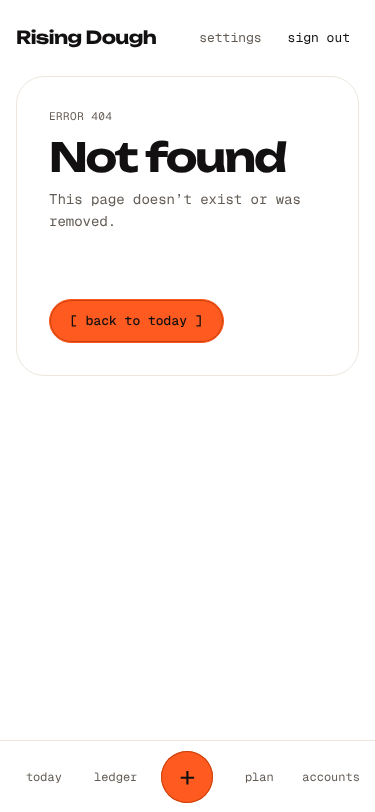 Rising Dough
settings
sign out
ERROR 404
Not found
This page doesn’t exist or was
removed.
[ back to today ]
today
ledger
+
plan
accounts